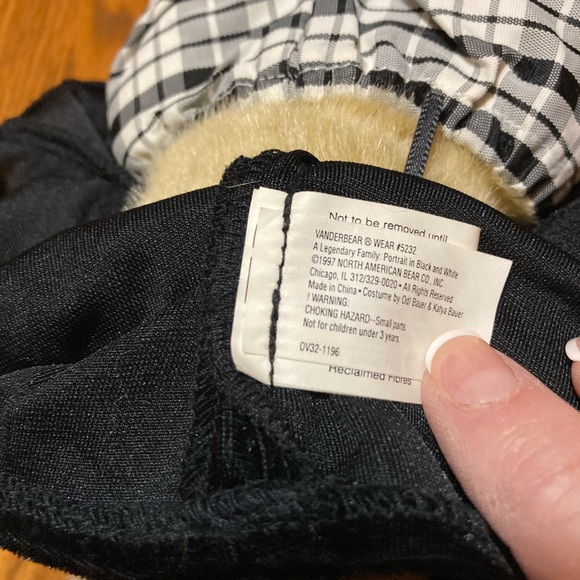 Not to be removed until
VANDERBEAR ® WEAR #5232
A Legendary Family: Portrait in Black and White
©1997 NORTH AMERICAN BEAR CO., INC
Chicago, IL 312/329-0020 • All Rights Reserved
Made in China • Costume by Odl Bauer & Katya Bauer
! WARNING:
CHOKING HAZARD--Small parts
Not for children under 3 years.
0V32-1196
Reclaimed Fibres